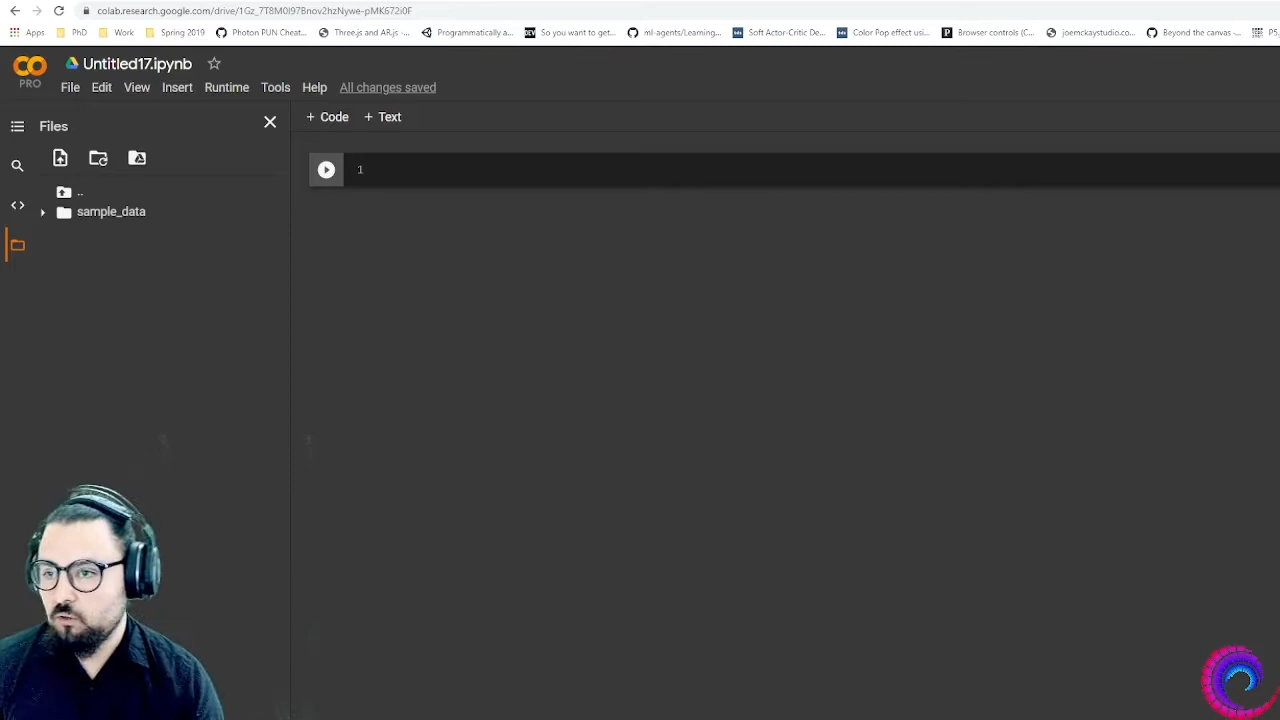 colab.research.google.com/drive/1Gz_7T8M0I97Bnov2hzNywe-pMK672i0F
Apps PhD Work Spring 2019 Photon PUN Cheat... Three.js and AR.js -... Programmatically a... DEV So you want to get... ml-agents/Learning... Soft Actor-Critic De... Color Pop effect usi... P Browser controls (C... joemckaystudio.co... Beyond the canvas -... P5.
CO PRO Untitled17.ipynb
File Edit View Insert Runtime Tools Help All changes saved
Files
+ Code + Text
1
..
sample_data